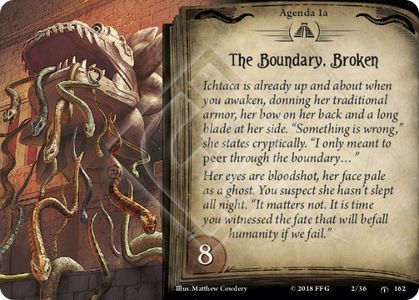 Agenda 1a
The Boundary, Broken
Ichtaca is already up and about when
you awaken, donning her traditional
armor, her bow on her back and a long
blade at her side. “Something is wrong,”
she states cryptically. “I only meant to
peer through the boundary…”
Her eyes are bloodshot, her face pale
as a ghost. You suspect she hasn’t slept
all night. “It matters not. It is time
you witnessed the fate that will befall
humanity if we fail.”
8
Illus. Matthew Cowdery © 2018 FFG 2/36 162